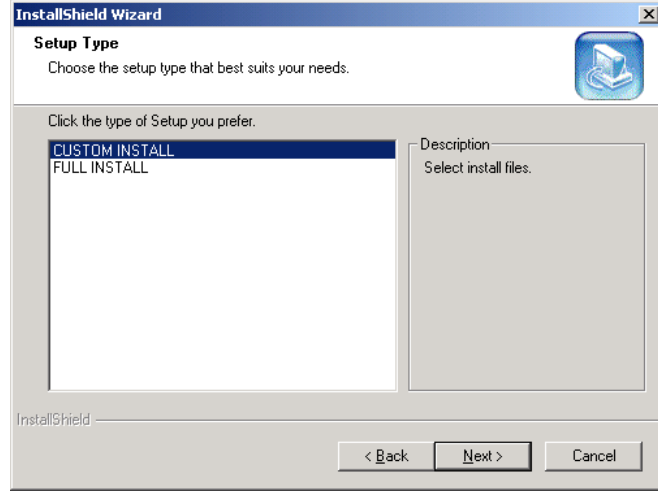 InstallShield Wizard
Setup Type
Choose the setup type that best suits your needs.
Click the type of Setup you prefer.
CUSTOM INSTALL
FULL INSTALL
Description
Select install files.
InstallShield
< Back
Next >
Cancel